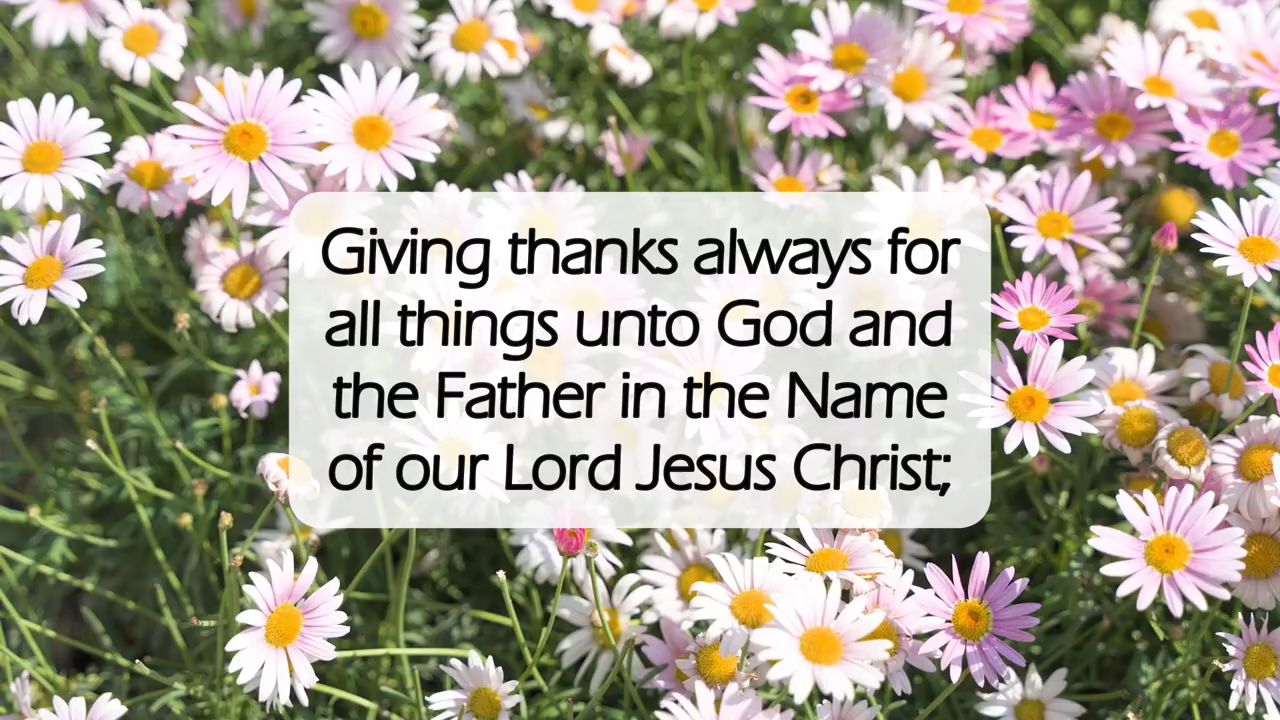 Giving thanks always for
all things unto God and
the Father in the Name
of our Lord Jesus Christ;